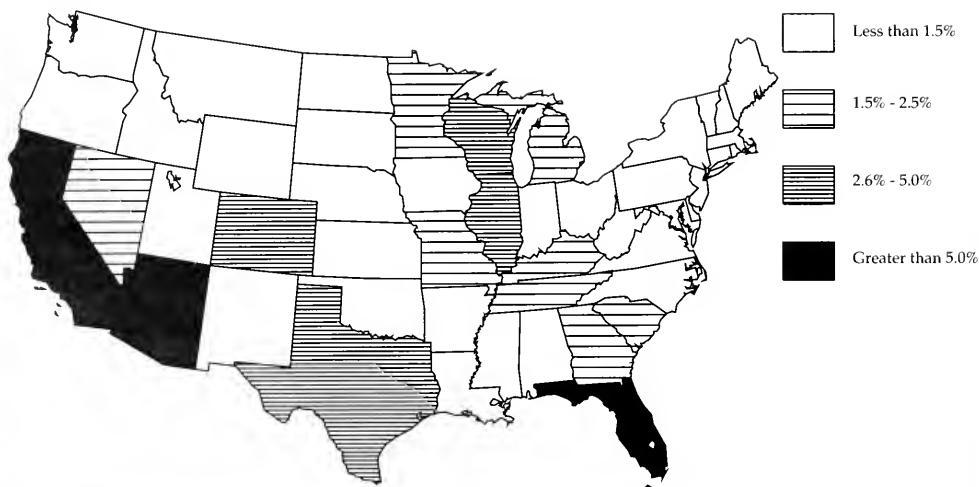 Less than 1.5%
1.5% - 2.5%
2.6% - 5.0%
Greater than 5.0%